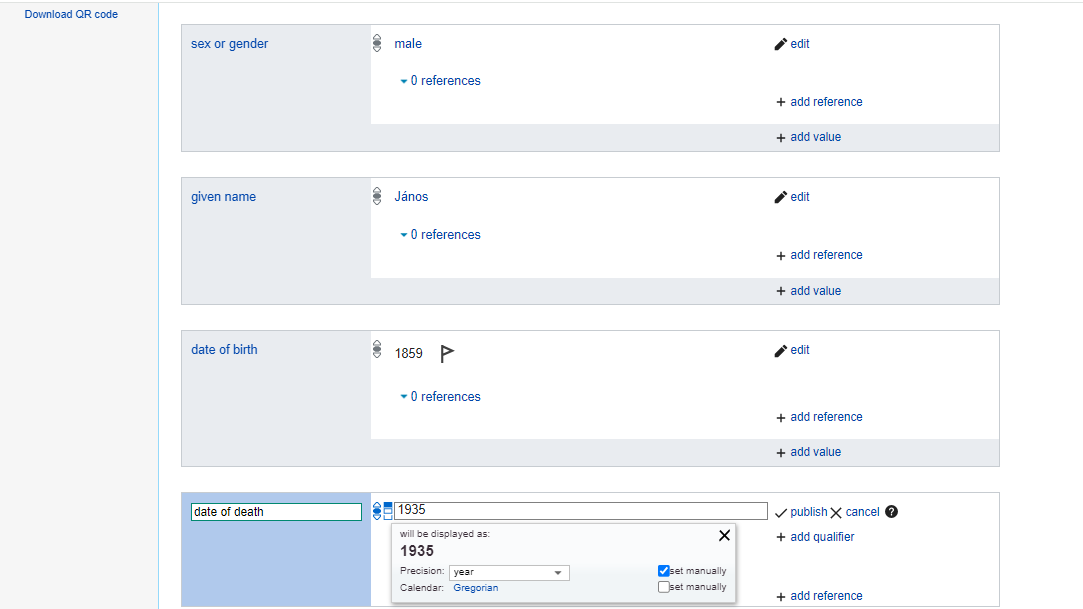 Download QR code
sex or gender
male
edit
0 references
+ add reference
+ add value
given name
János
edit
0 references
+ add reference
+ add value
date of birth
1859
edit
0 references
+ add reference
+ add value
date of death
1935
publish cancel ?
will be displayed as:
1935
+ add qualifier
Precision: year set manually
Calendar: Gregorian set manually
+ add reference